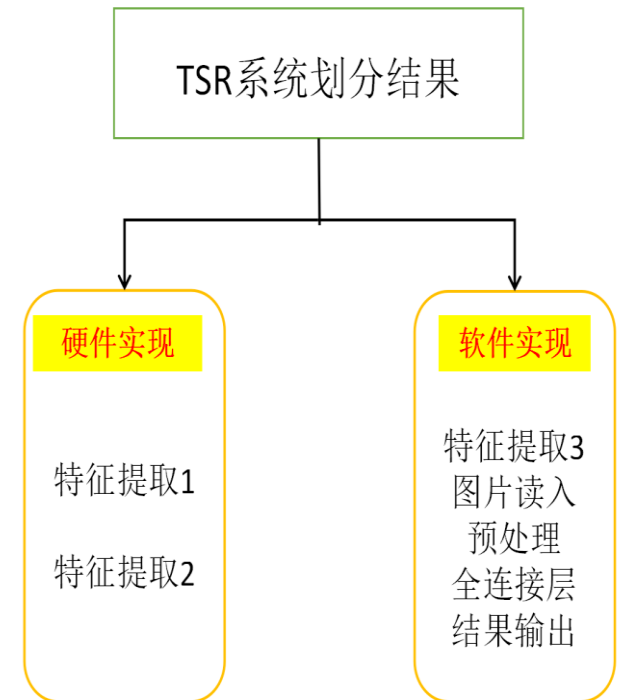 TSR系统划分结果
硬件实现
特征提取1
特征提取2
软件实现
特征提取3
图片读入
预处理
全连接层
结果输出